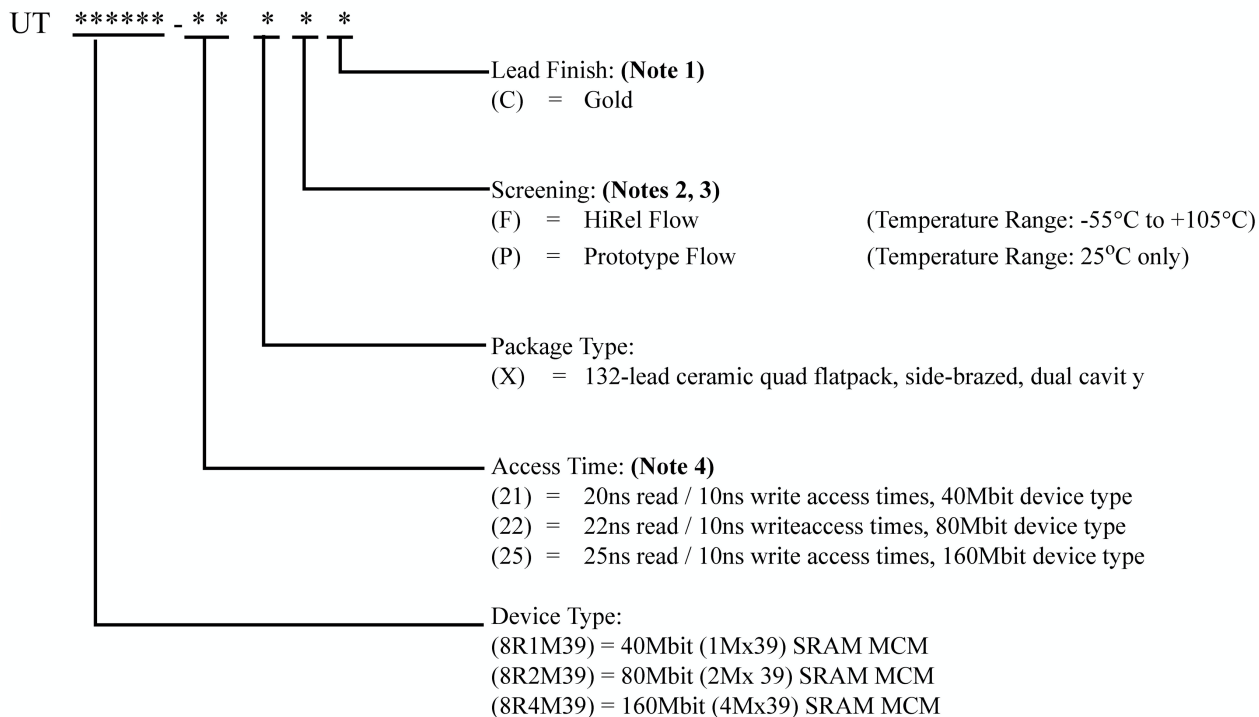 UT ****** - * * * * *
Lead Finish: (Note 1)
(C) = Gold
Screening: (Notes 2, 3)
(F) = HiRel Flow (Temperature Range: -55°C to +105°C)
(P) = Prototype Flow (Temperature Range: 25°C only)
Package Type:
(X) = 132-lead ceramic quad flatpack, side-brazed, dual cavit y
Access Time: (Note 4)
(21) = 20ns read / 10ns write access times, 40Mbit device type
(22) = 22ns read / 10ns writeaccess times, 80Mbit device type
(25) = 25ns read / 10ns write access times, 160Mbit device type
Device Type:
(8R1M39) = 40Mbit (1Mx39) SRAM MCM
(8R2M39) = 80Mbit (2Mx 39) SRAM MCM
(8R4M39) = 160Mbit (4Mx39) SRAM MCM